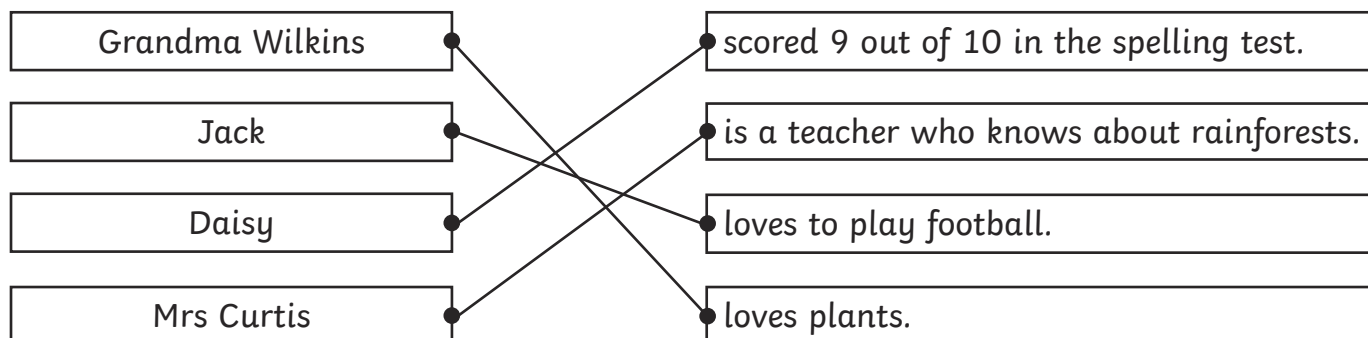 Grandma Wilkins
scored 9 out of 10 in the spelling test.
Jack
is a teacher who knows about rainforests.
Daisy
loves to play football.
Mrs Curtis
loves plants.